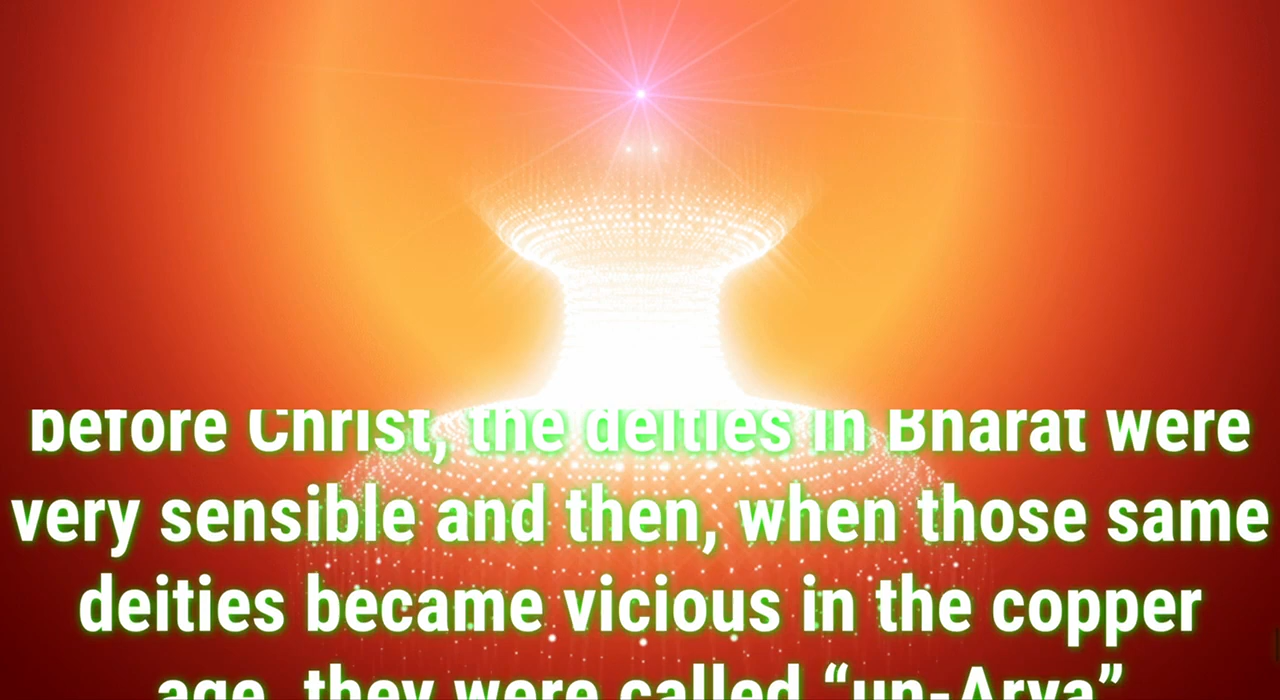 before Christ, the deities in Bharat were
very sensible and then, when those same
deities became vicious in the copper
age, they were called “un-Arya”